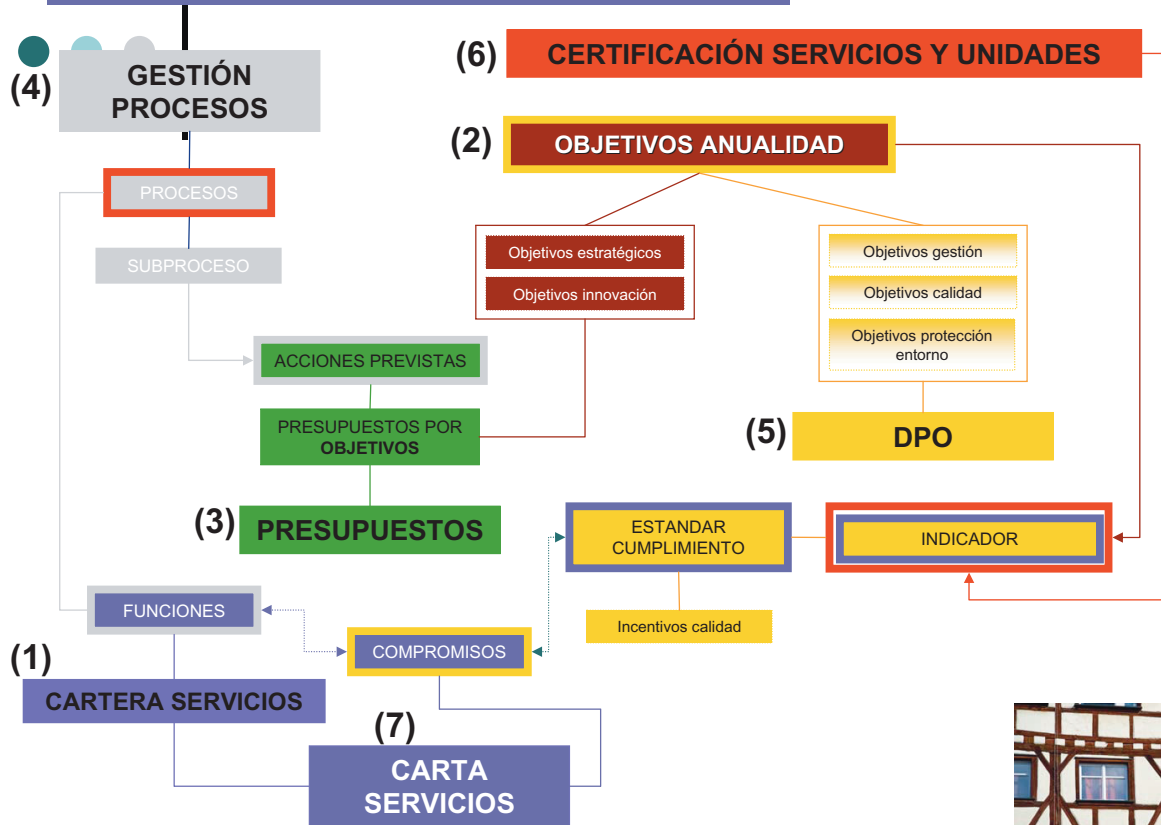 (4)
GESTIÓN
PROCESOS
(6)
CERTIFICACIÓN SERVICIOS Y UNIDADES
(2)
OBJETIVOS ANUALIDAD
PROCESOS
SUBPROCESO
Objetivos estratégicos
Objetivos innovación
Objetivos gestión
Objetivos calidad
Objetivos protección
entorno
ACCIONES PREVISTAS
PRESUPUESTOS POR
OBJETIVOS
(5)
DPO
(3)
PRESUPUESTOS
ESTANDAR
CUMPLIMIENTO
INDICADOR
Incentivos calidad
FUNCIONES
COMPROMISOS
(1)
CARTERA SERVICIOS
(7)
CARTA
SERVICIOS